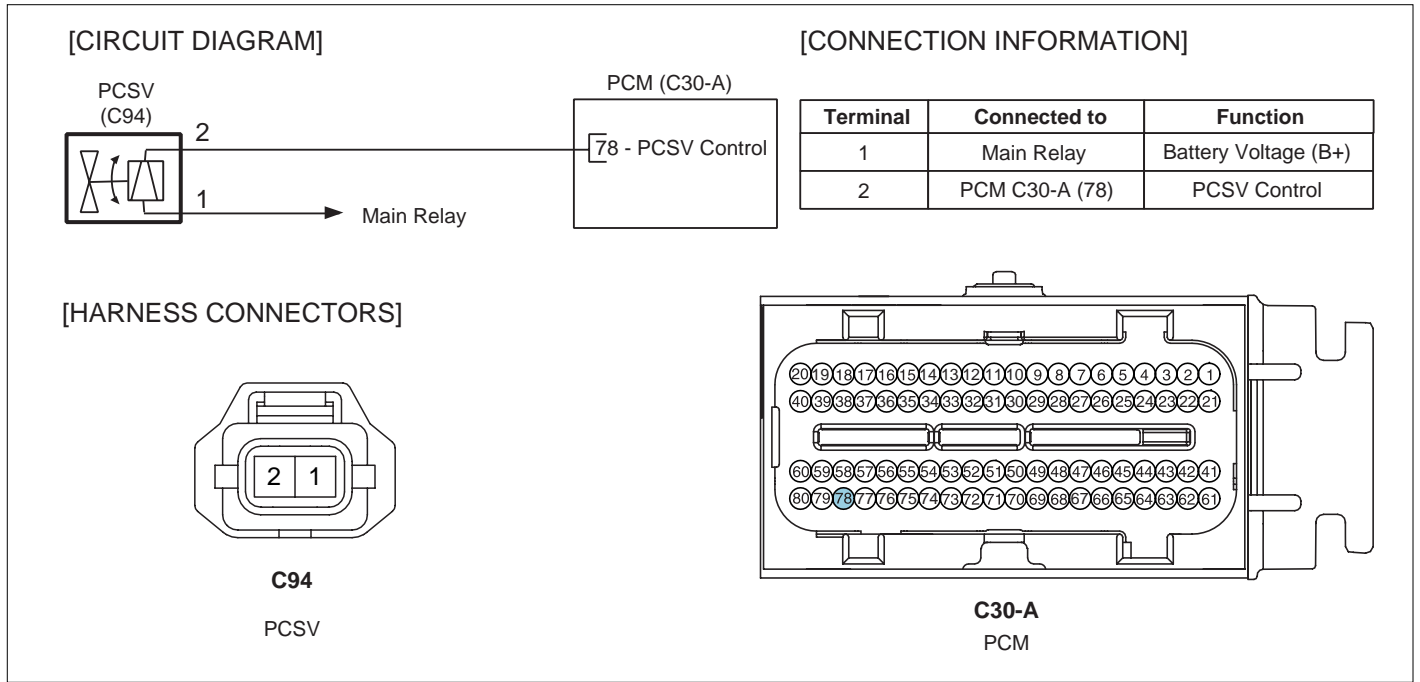 [CIRCUIT DIAGRAM]
PCSV
(C94)
2
1
Main Relay
PCM (C30-A)
78 - PCSV Control
[CONNECTION INFORMATION]
Terminal Connected to Function
1 Main Relay Battery Voltage (B+)
2 PCM C30-A (78) PCSV Control
[HARNESS CONNECTORS]
2 1
C94
PCSV
20 19 18 17 16 15 14 13 12 11 10 9 8 7 6 5 4 3 2 1
40 39 38 37 36 35 34 33 32 31 30 29 28 27 26 25 24 23 22 21
60 59 58 57 56 55 54 53 52 51 50 49 48 47 46 45 44 43 42 41
80 79 78 77 76 75 74 73 72 71 70 69 68 67 66 65 64 63 62 61
C30-A
PCM